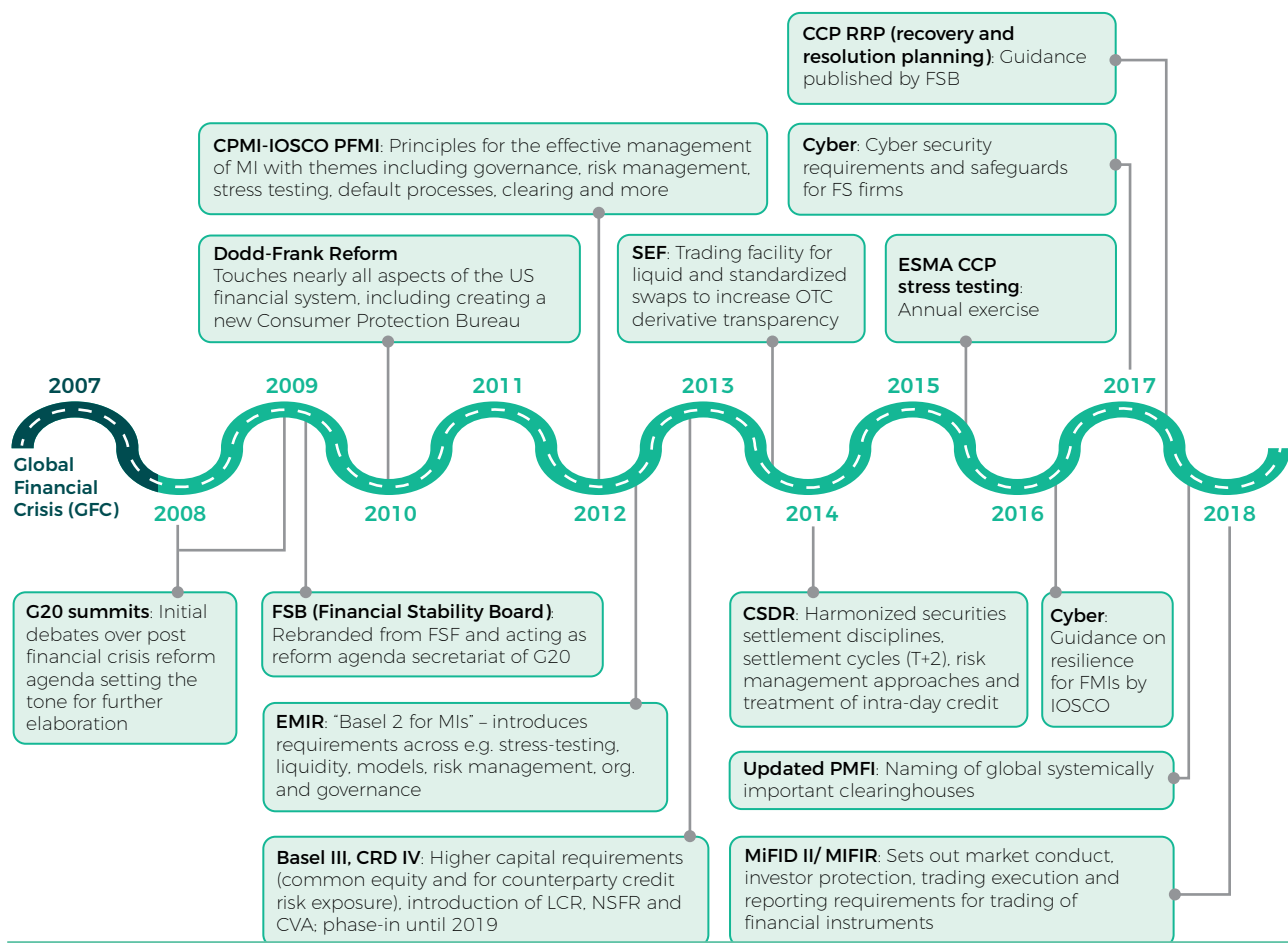 CCP RRP (recovery and
resolution planning): Guidance
published by FSB
CPMI-IOSCO PFMI: Principles for the effective management
of MI with themes including governance, risk management,
stress testing, default processes, clearing and more
Cyber: Cyber security
requirements and safeguards
for FS firms
Dodd-Frank Reform
Touches nearly all aspects of the US
financial system, including creating a
new Consumer Protection Bureau
SEF: Trading facility for
liquid and standardized
swaps to increase OTC
derivative transparency
ESMA CCP
stress testing:
Annual exercise
2007
2009
2011
2013
2015
2017
Global
Financial
Crisis (GFC)
2008
2010
2012
2014
2016
2018
G20 summits: Initial
debates over post
financial crisis reform
agenda setting the
tone for further
elaboration
FSB (Financial Stability Board):
Rebranded from FSF and acting as
reform agenda secretariat of G20
CSDR: Harmonized securities
settlement disciplines,
settlement cycles (T+2), risk
management approaches and
treatment of intra-day credit
Cyber:
Guidance on
resilience
for FMIs by
IOSCO
EMIR: "Basel 2 for MIs" – introduces
requirements across e.g. stress-testing,
liquidity, models, risk management, org.
and governance
Updated PMFI: Naming of global systemically
important clearinghouses
Basel III, CRD IV: Higher capital requirements
(common equity and for counterparty credit
risk exposure), introduction of LCR, NSFR and
CVA; phase-in until 2019
MiFID II/ MIFIR: Sets out market conduct,
investor protection, trading execution and
reporting requirements for trading of
financial instruments